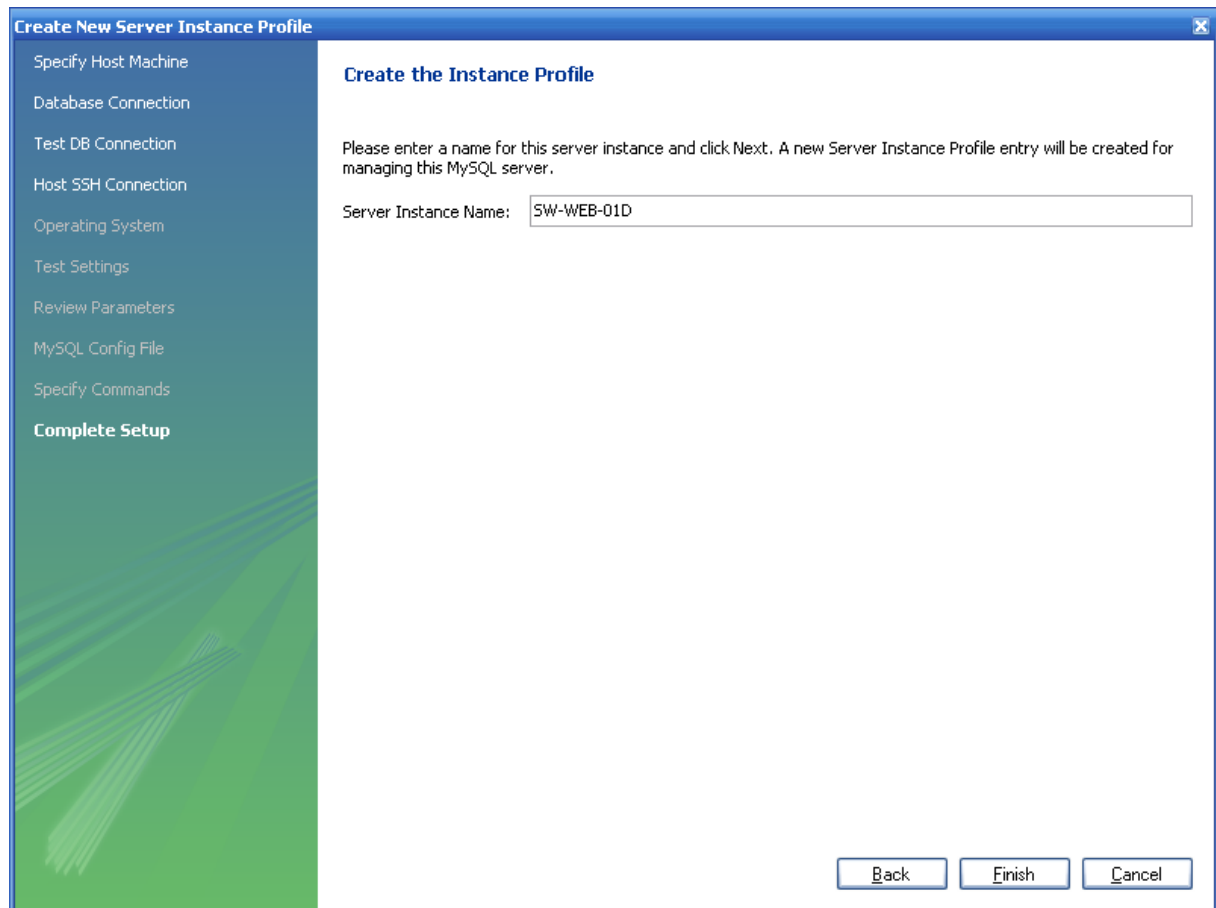 Create New Server Instance Profile
Specify Host Machine
Database Connection
Test DB Connection
Host SSH Connection
Operating System
Test Settings
Review Parameters
MySQL Config File
Specify Commands
Complete Setup
Create the Instance Profile
Please enter a name for this server instance and click Next. A new Server Instance Profile entry will be created for
managing this MySQL server.
Server Instance Name: SW-WEB-01D
Back Finish Cancel